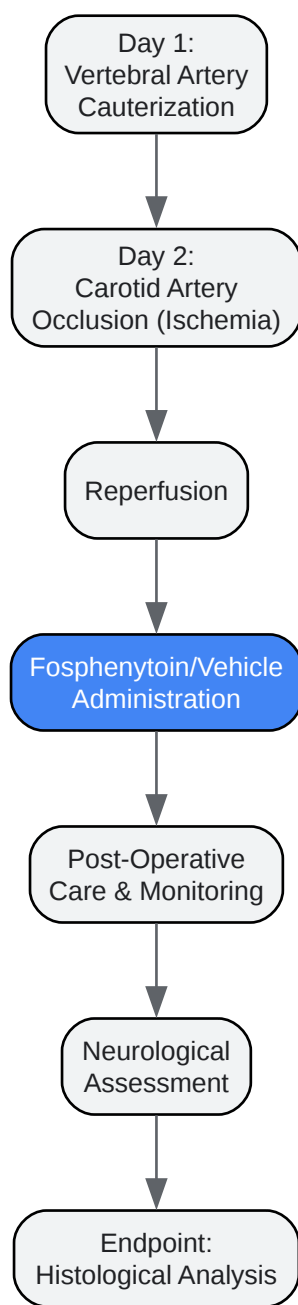 Day 1:
Vertebral Artery
Cauterization
Day 2:
Carotid Artery
Occlusion (Ischemia)
Reperfusion
Fosphenytoin/Vehicle
Administration
Post-Operative
Care & Monitoring
Neurological
Assessment
Endpoint:
Histological Analysis